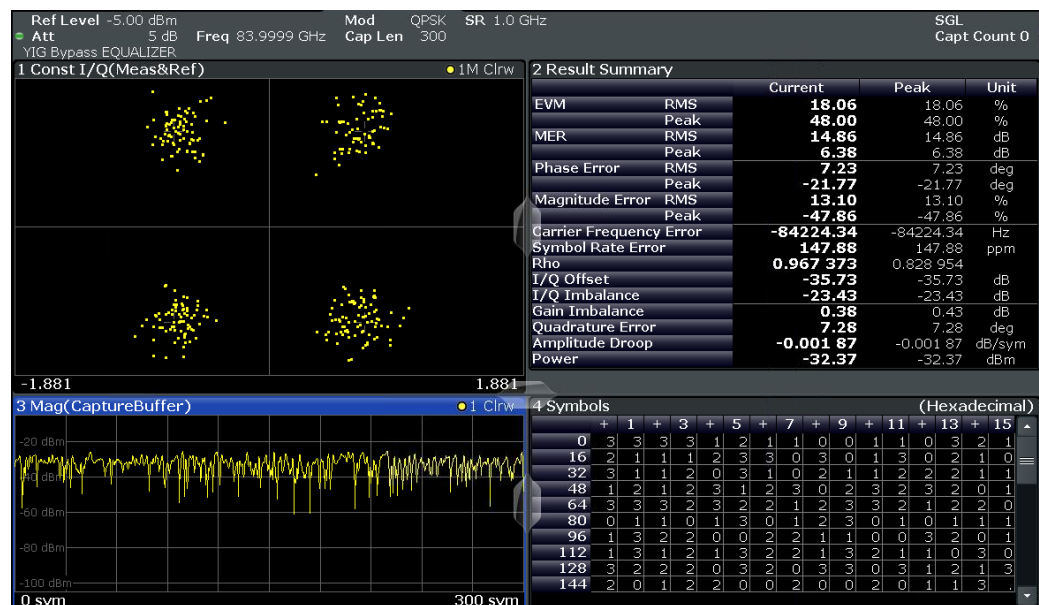 Ref Level -5.00 dBm Mod QPSK SR 1.0 GHz SGL
Att 5 dB Freq 83.9999 GHz Cap Len 300 Capt Count 0
YIG Bypass EQUALIZER
1 Const I/Q(Meas&Ref) 1M Clrw
-1.881 1.881
2 Result Summary
Current Peak Unit
EVM RMS 18.06 18.06 %
Peak 48.00 48.00 %
MER RMS 14.86 14.86 dB
Peak 6.38 6.38 dB
Phase Error RMS 7.23 7.23 deg
Peak -21.77 -21.77 deg
Magnitude Error RMS 13.10 13.10 %
Peak -47.86 -47.86 %
Carrier Frequency Error -84224.34 -84224.34 Hz
Symbol Rate Error 147.88 147.88 ppm
Rho 0.967 373 0.828 954
I/Q Offset -35.73 -35.73 dB
I/Q Imbalance -23.43 -23.43 dB
Gain Imbalance 0.38 0.43 dB
Quadrature Error 7.28 7.28 deg
Amplitude Droop -0.001 87 -0.001 87 dB/sym
Power -32.37 -32.37 dBm
3 Mag(CaptureBuffer) 1 Clrw
-20 dBm
-60 dBm
-80 dBm
-100 dBm
0 sym 300 sym
4 Symbols (Hexadecimal)
+ 1 + 3 + 5 + 7 + 9 + 11 + 13 + 15
0 3 3 3 3 1 2 1 1 0 0 1 1 0 3 2 1
16 2 1 1 1 2 3 3 0 3 0 1 3 0 2 1 0
32 3 1 1 2 0 3 1 0 2 1 1 2 2 2 1 1
48 1 2 1 2 3 1 2 3 0 2 3 2 3 2 0 1
64 3 3 3 2 3 2 2 1 2 3 3 2 1 2 2 0
80 0 1 1 0 1 3 0 1 2 3 0 1 0 1 1 1
96 1 3 2 2 0 0 2 2 1 1 0 0 3 2 0 1
112 1 3 2 1 3 2 2 1 3 2 1 1 0 3 0
128 3 2 2 2 0 3 2 0 3 3 0 3 1 2 1 3
144 2 0 1 2 2 0 0 2 0 0 2 0 1 1 3 .